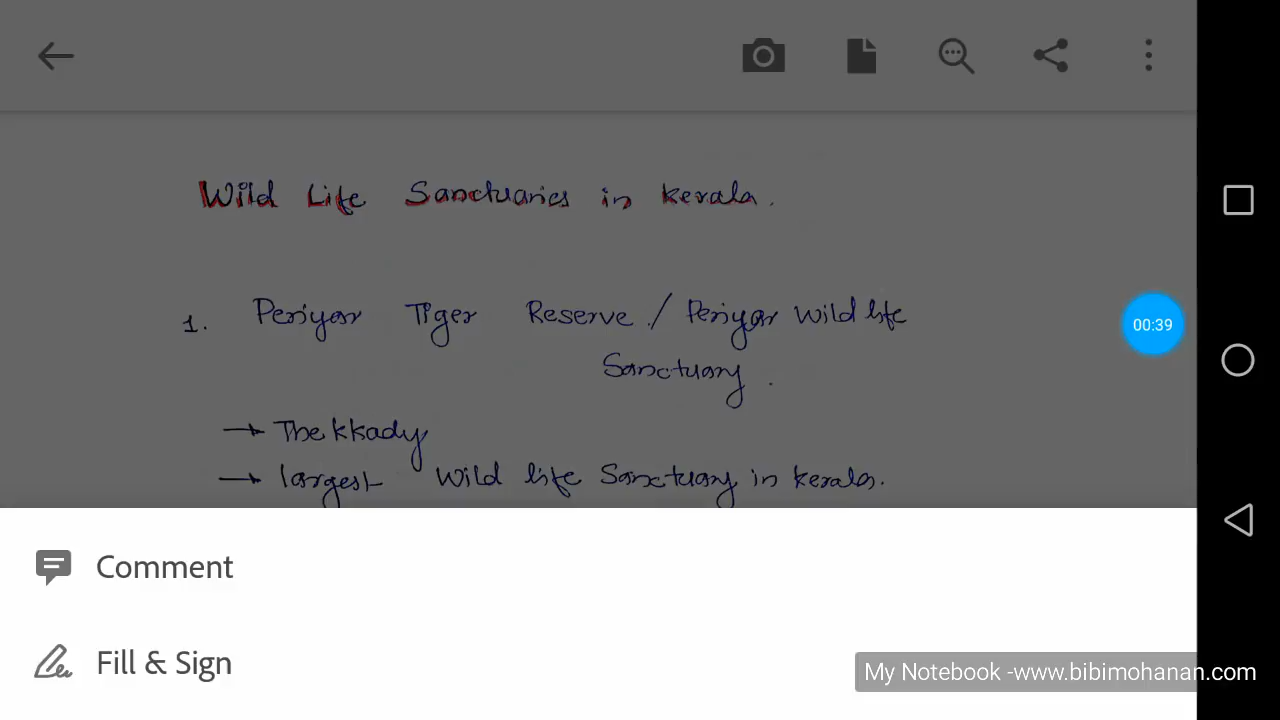 Wild Life Sanctuaries in Kerala.
1. Periyar Tiger Reserve / Periyar Wild life
Sanctuary.
→ Thekkady
→ largest Wild life Sanctuary in Kerala.
00:39
Comment
Fill & Sign
My Notebook -www.bibimohanan.com